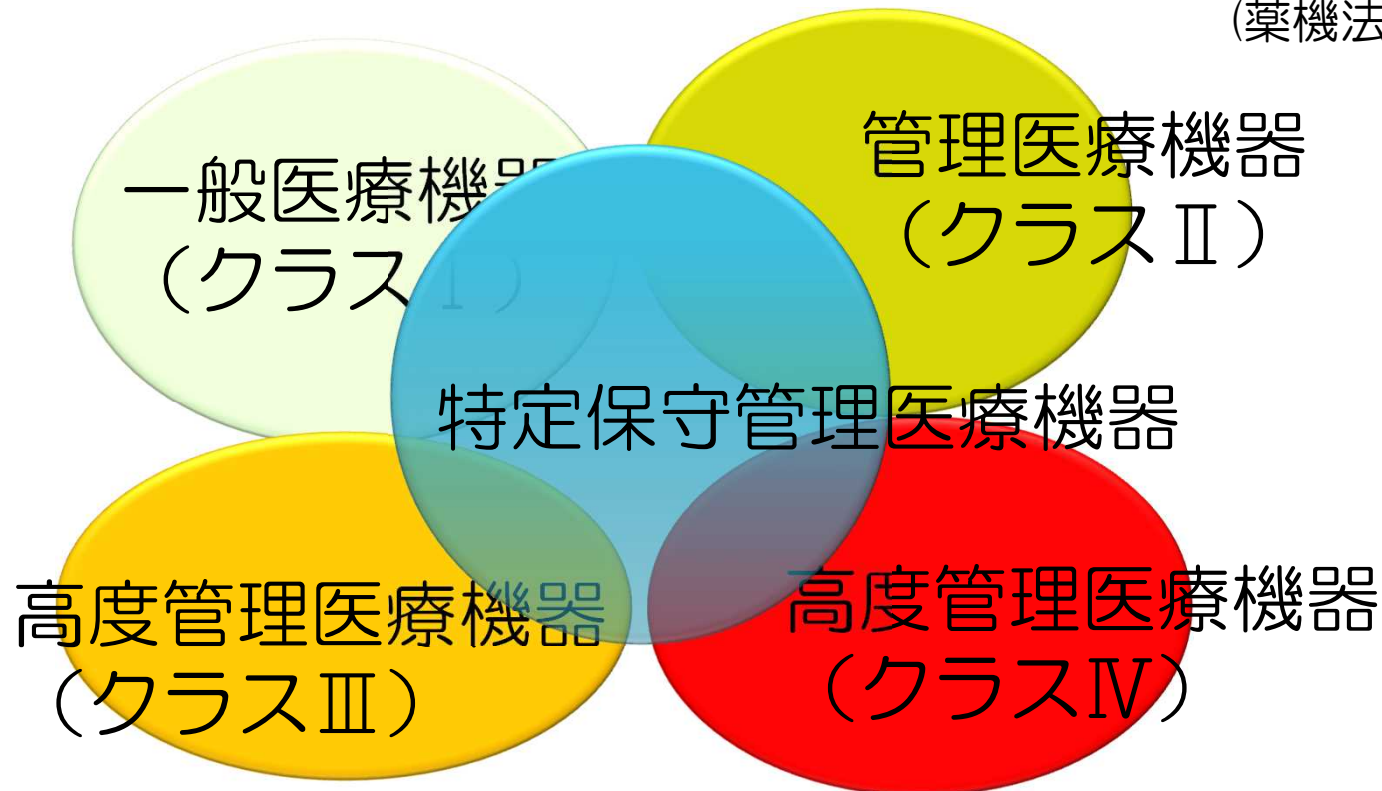 (薬機法
一般医療機器
（クラスⅠ）
管理医療機器
（クラスⅡ）
特定保守管理医療機器
高度管理医療機器
（クラスⅢ）
高度管理医療機器
（クラスⅣ）